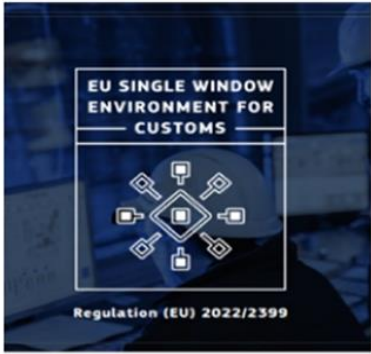 EU SINGLE WINDOW
ENVIRONMENT FOR
CUSTOMS
Regulation (EU) 2022/2399